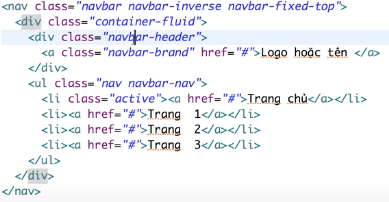 <nav class="navbar navbar-inverse navbar-fixed-top">
<div class="container-fluid">
<div class="navbar-header">
<a class="navbar-brand" href="#">Logo hoặc tên </a>
</div>
<ul class="nav navbar-nav">
<li class="active"><a href="#">Trang chủ</a></li>
<li><a href="#">Trang  1</a></li>
<li><a href="#">Trang  2</a></li>
<li><a href="#">Trang  3</a></li>
</ul>
</div>
</nav>